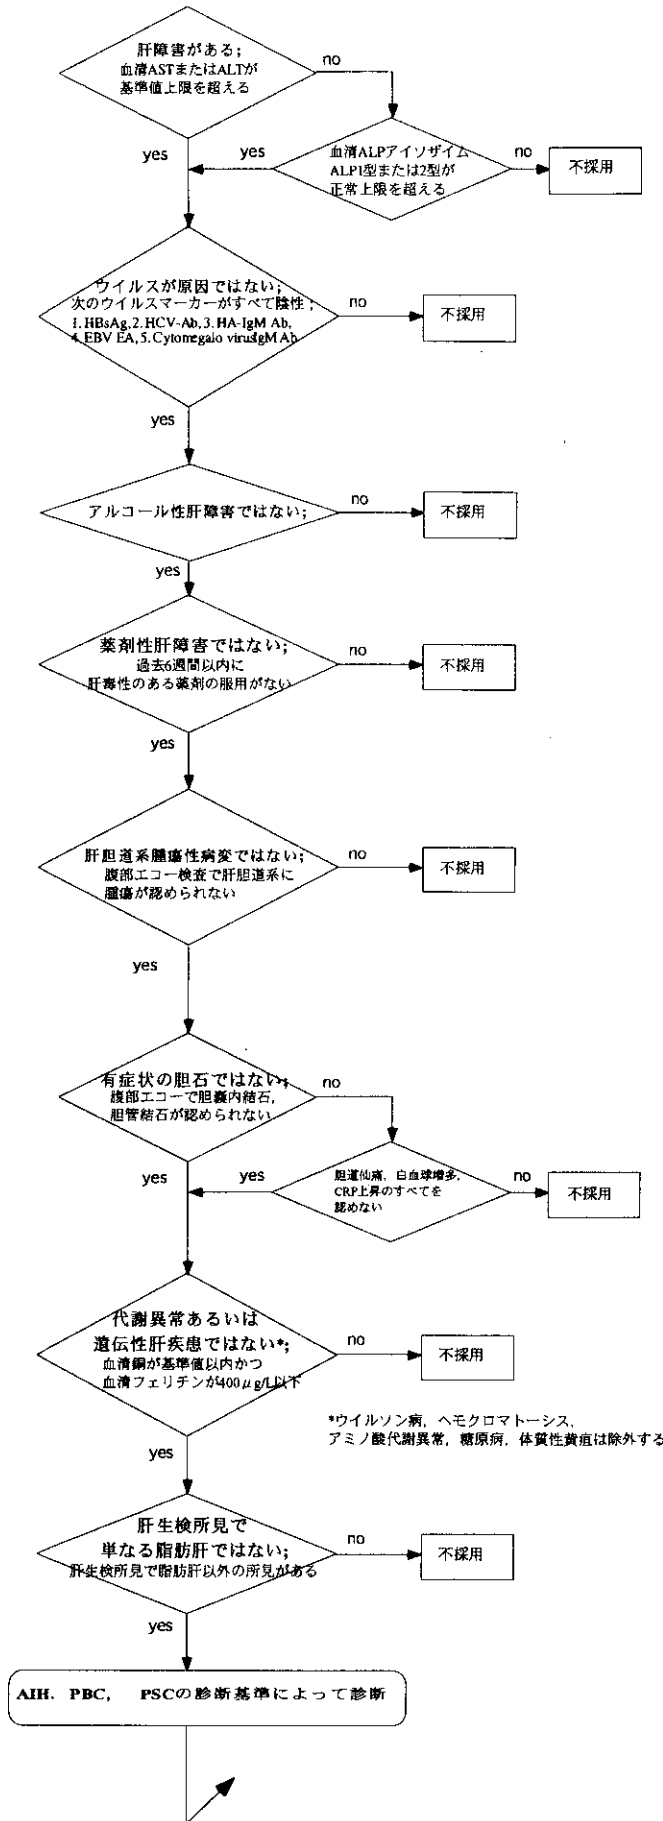 肝障害がある;
血清ASTまたはALTが
基準値上限を超える
no
yes
yes
血清ALPアイソザイム
ALP1型または2型が
正常上限を超える
no
不採用
ウイルスが原因ではない;
次のウイルスマーカーがすべて陰性;
1. HBsAg, 2. HCV-Ab, 3. HA-IgM Ab,
4. EBV EA, 5. Cytomegalo virusIgM Ab
no
不採用
yes
アルコール性肝障害ではない;
no
不採用
yes
薬剤性肝障害ではない;
過去6週間以内に
肝毒性のある薬剤の服用がない
no
不採用
yes
肝胆道系腫瘍性病変ではない;
腹部エコー検査で肝胆道系に
腫瘍が認められない
no
不採用
yes
有症状の胆石ではない;
腹部エコーで胆嚢内結石,
胆管結石が認められない
no
yes
yes
胆道仙痛, 白血球増多,
CRP上昇のすべてを
認めない
no
不採用
代謝異常あるいは
遺伝性肝疾患ではない*;
血清銅が基準値以内かつ
血清フェリチンが400μg/L以下
no
不採用
*ウイルソン病, ヘモクロマトーシス,
アミノ酸代謝異常, 糖原病, 体質性黄疸は除外する
yes
肝生検所見で
単なる脂肪肝ではない;
肝生検所見で脂肪肝以外の所見がある
no
不採用
yes
AIH. PBC, PSCの診断基準によって診断